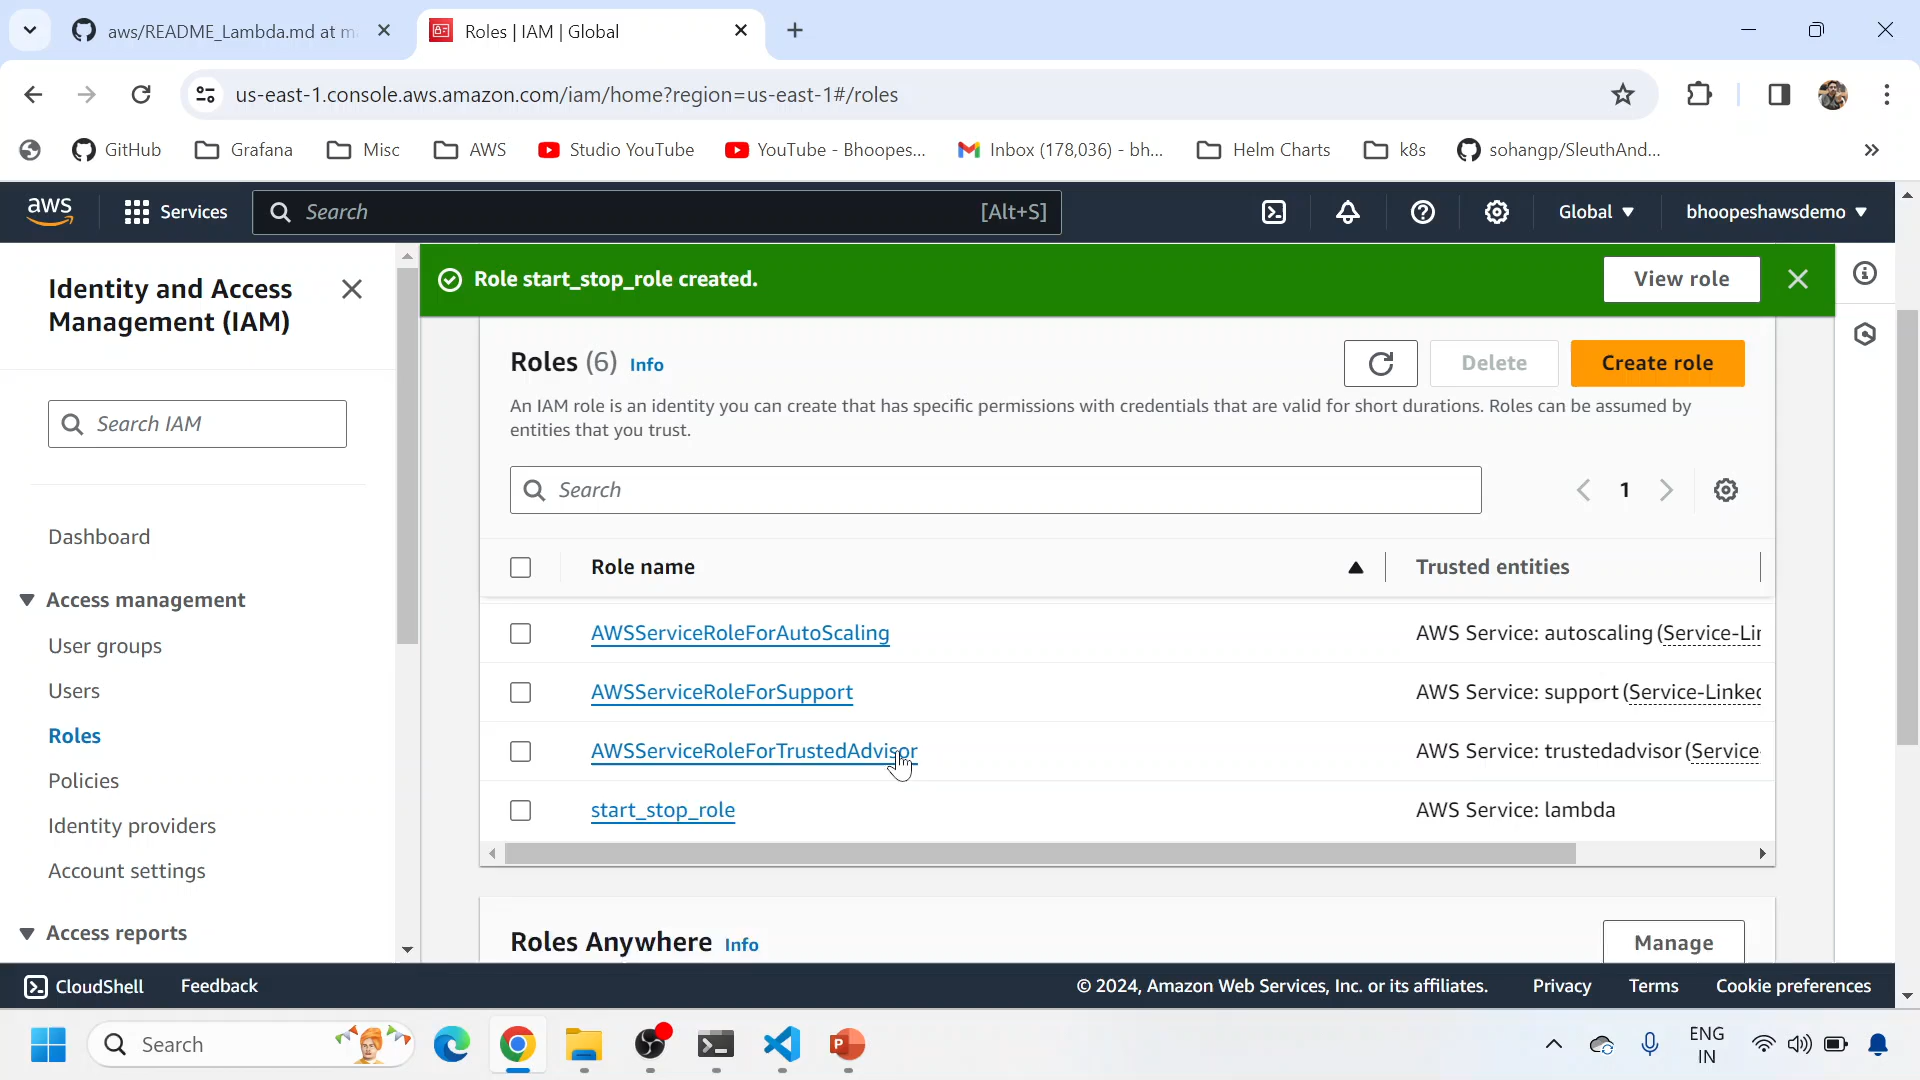 aws/README_Lambda.md at m
Roles | IAM | Global
us-east-1.console.aws.amazon.com/iam/home?region=us-east-1#/roles
GitHub
Grafana
Misc
AWS
Studio YouTube
YouTube - Bhoopes...
Inbox (178,036) - bh...
Helm Charts
k8s
sohangp/SleuthAnd...
aws
Services
Search
[Alt+S]
Global
bhoopeshawsdemo
Identity and Access
Management (IAM)
Role start_stop_role created.
View role
Search IAM
Dashboard
Access management
User groups
Users
Roles
Policies
Identity providers
Account settings
Access reports
Roles (6) Info
Delete
Create role
An IAM role is an identity you can create that has specific permissions with credentials that are valid for short durations. Roles can be assumed by
entities that you trust.
Search
1
Role name
Trusted entities
AWSServiceRoleForAutoScaling
AWS Service: autoscaling (Service-Lir
AWSServiceRoleForSupport
AWS Service: support (Service-Linked
AWSServiceRoleForTrustedAdvisor
AWS Service: trustedadvisor (Service
start_stop_role
AWS Service: lambda
Roles Anywhere Info
Manage
CloudShell
Feedback
© 2024, Amazon Web Services, Inc. or its affiliates.
Privacy
Terms
Cookie preferences
Search
ENG
IN